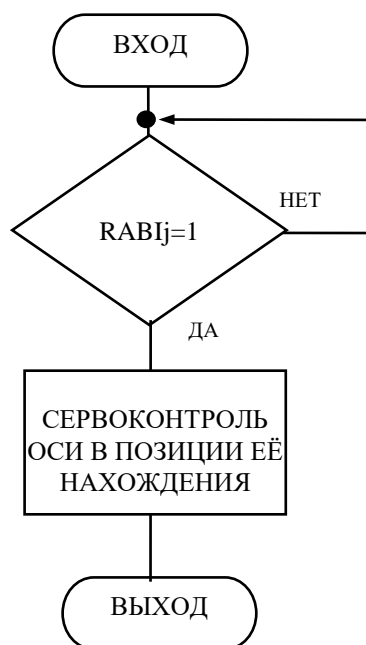 ВХОД
НЕТ
RABIj=1
ДА
СЕРВОКОНТРОЛЬ
ОСИ В ПОЗИЦИИ ЕЁ
НАХОЖДЕНИЯ
ВЫХОД